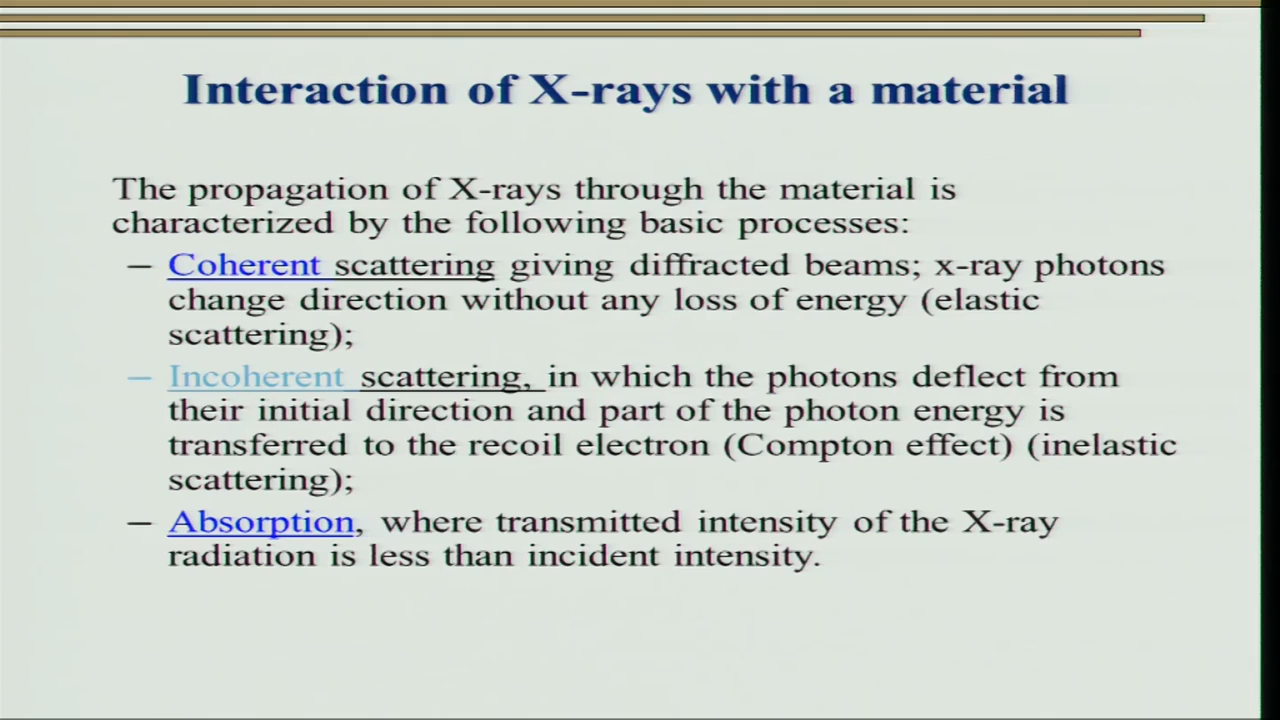 Interaction of X-rays with a material
The propagation of X-rays through the material is
characterized by the following basic processes:
– Coherent scattering giving diffracted beams; x-ray photons
change direction without any loss of energy (elastic
scattering);
– Incoherent scattering, in which the photons deflect from
their initial direction and part of the photon energy is
transferred to the recoil electron (Compton effect) (inelastic
scattering);
– Absorption, where transmitted intensity of the X-ray
radiation is less than incident intensity.